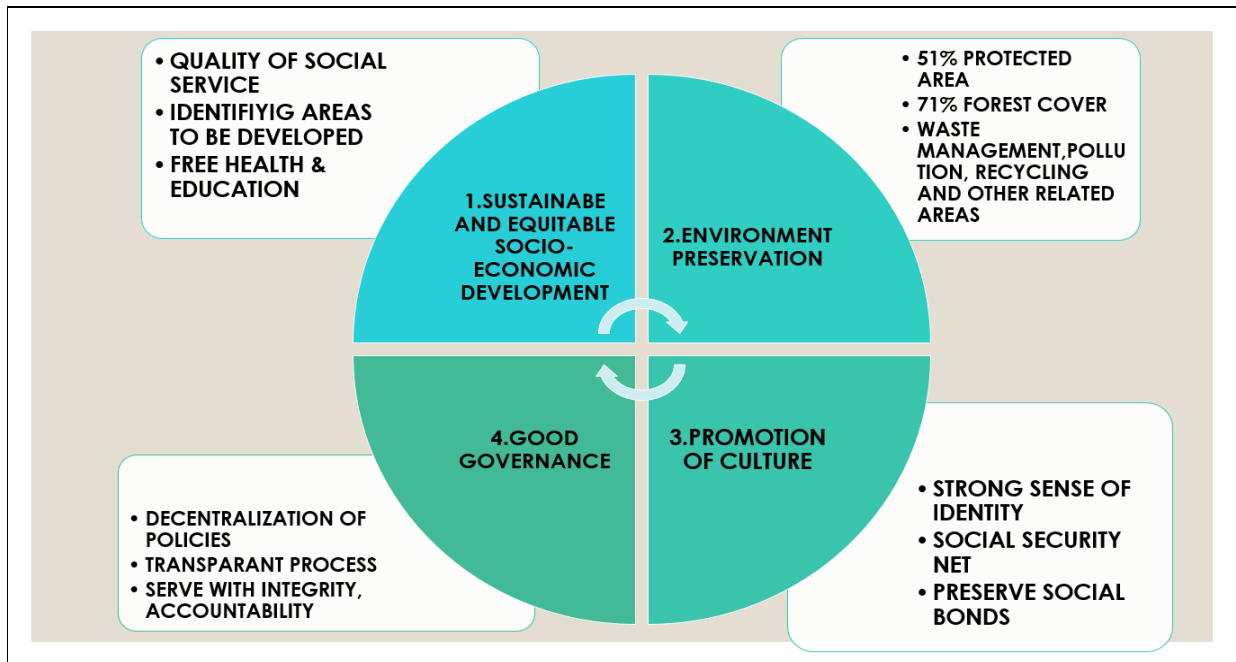 • QUALITY OF SOCIAL
SERVICE
• IDENTIFIYIG AREAS
TO BE DEVELOPED
• FREE HEALTH &
EDUCATION
1.SUSTAINABE
AND EQUITABLE
SOCIO-
ECONOMIC
DEVELOPMENT
• 51% PROTECTED
AREA
• 71% FOREST COVER
• WASTE
MANAGEMENT,POLLU
TION, RECYCLING
AND OTHER RELATED
AREAS
2.ENVIRONMENT
PRESERVATION
3.PROMOTION
OF CULTURE
• STRONG SENSE OF
IDENTITY
• SOCIAL SECURITY
NET
• PRESERVE SOCIAL
BONDS
4.GOOD
GOVERNANCE
• DECENTRALIZATION OF
POLICIES
• TRANSPARANT PROCESS
• SERVE WITH INTEGRITY,
ACCOUNTABILITY